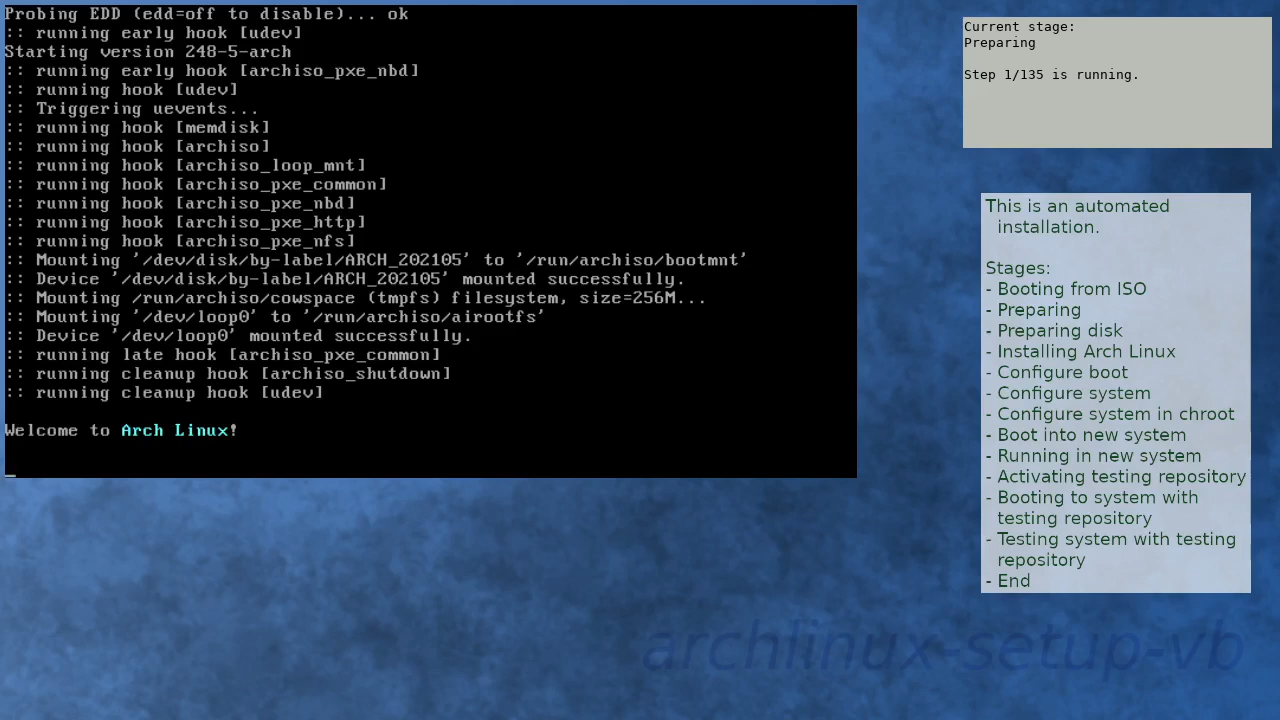 Probing EDD (edd=off to disable)... ok
:: running early hook [udev]
Starting version 248-5-arch
:: running early hook [archiso_pxe_nbd]
:: running hook [udev]
:: Triggering uevents...
:: running hook [memdisk]
:: running hook [archiso]
:: running hook [archiso_loop_mnt]
:: running hook [archiso_pxe_common]
:: running hook [archiso_pxe_nbd]
:: running hook [archiso_pxe_http]
:: running hook [archiso_pxe_nfs]
:: Mounting '/dev/disk/by-label/ARCH_202105' to '/run/archiso/bootmnt'
:: Device '/dev/disk/by-label/ARCH_202105' mounted successfully.
:: Mounting /run/archiso/cowspace (tmpfs) filesystem, size=256M...
:: Mounting '/dev/loop0' to '/run/archiso/airootfs'
:: Device '/dev/loop0' mounted successfully.
:: running late hook [archiso_pxe_common]
:: running cleanup hook [archiso_shutdown]
:: running cleanup hook [udev]
Welcome to Arch Linux!
_
Current stage:
Preparing
Step 1/135 is running.
This is an automated
installation.
Stages:
- Booting from ISO
- Preparing
- Preparing disk
- Installing Arch Linux
- Configure boot
- Configure system
- Configure system in chroot
- Boot into new system
- Running in new system
- Activating testing repository
- Booting to system with
testing repository
- Testing system with testing
repository
- End
archlinux-setup-vb